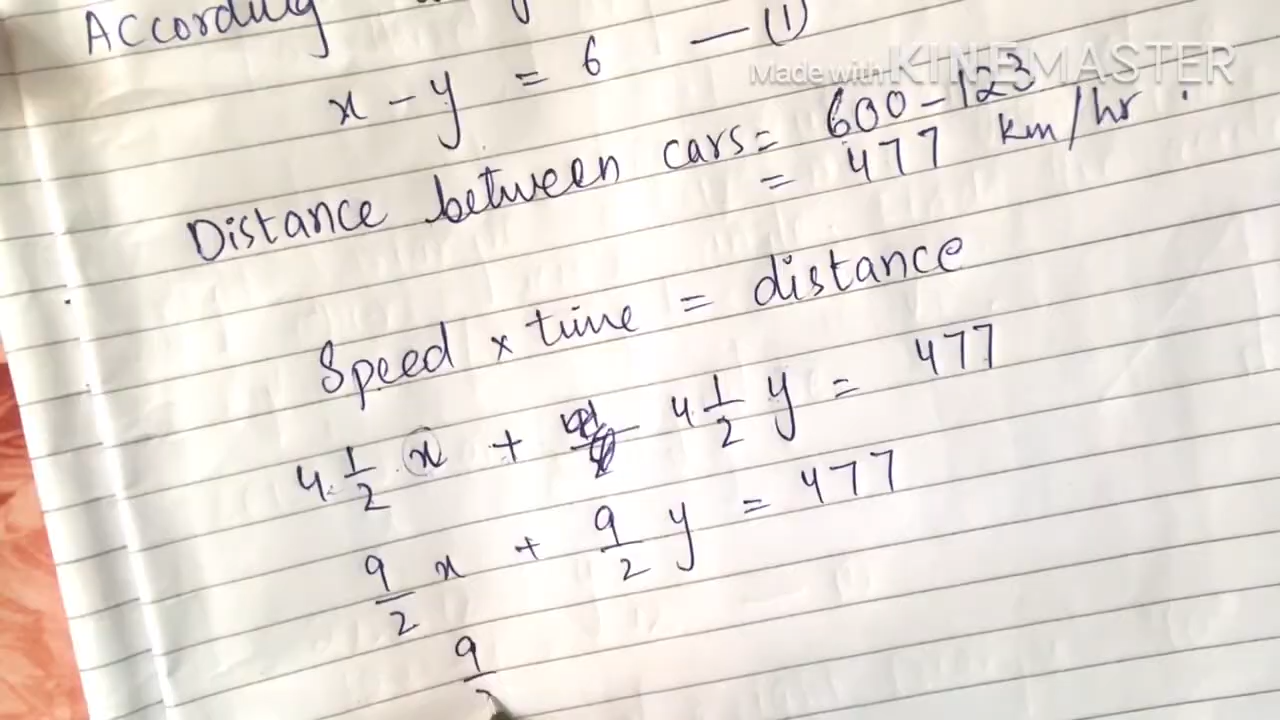 According
x - y = 6 — (1)
Made with KINEMASTER
Distance between cars = 600 - 123
= 477 km/hr.
Speed × time = distance
4 1/2 x + 4 1/2 y = 477
9/2 x + 9/2 y = 477
9